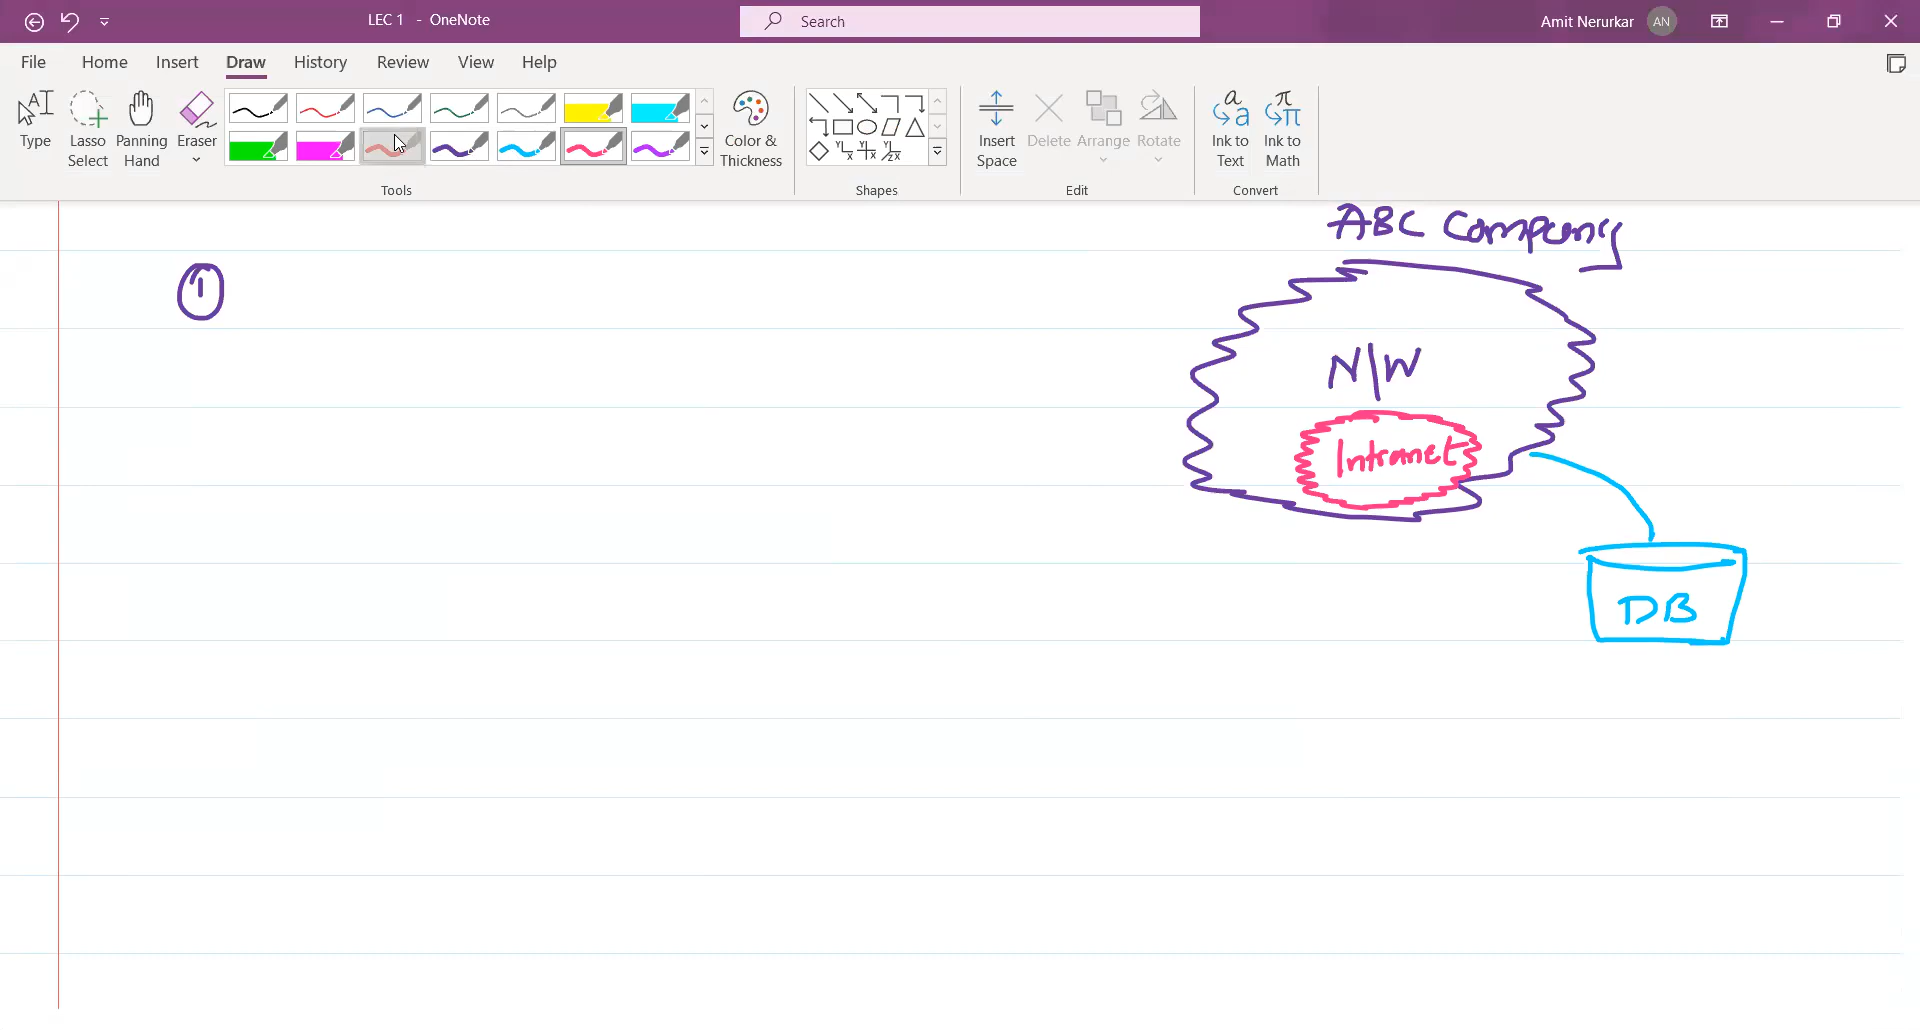 LEC 1 - OneNote
Search
Amit Nerurkar
AN
File Home Insert Draw History Review View Help
Type
Lasso Select
Panning Hand
Eraser
Color & Thickness
Insert Space
Delete
Arrange
Rotate
Ink to Text
Ink to Math
Tools
Shapes
Edit
Convert
ABC Company
1
N/W
Intranet
DB